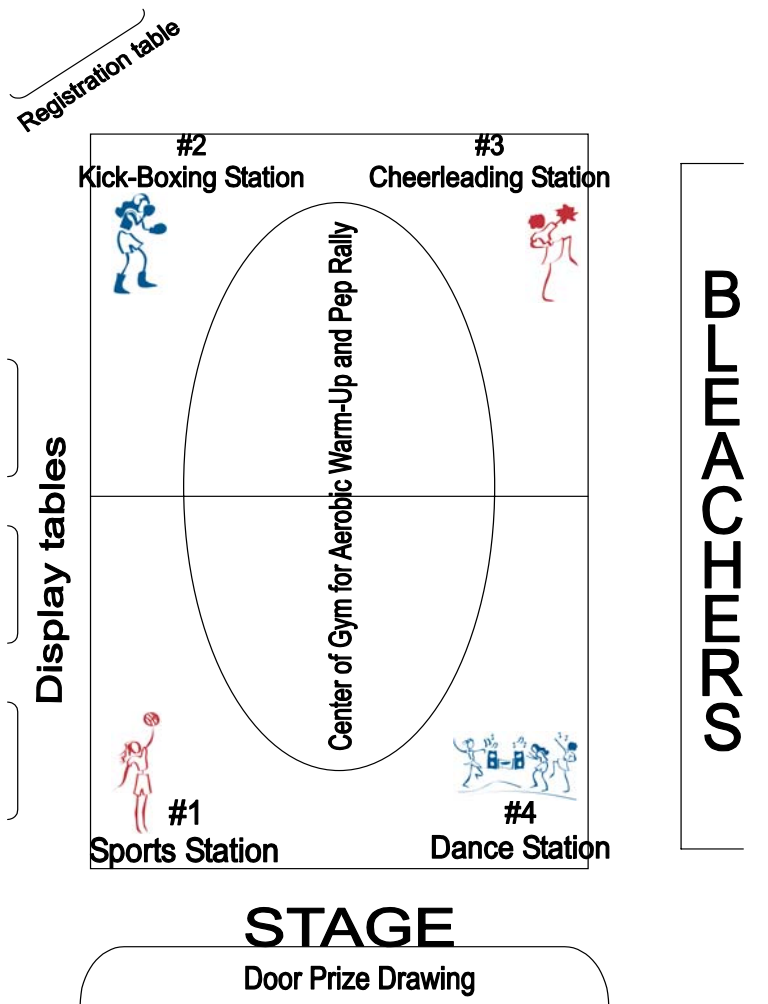 Registration table
#2
Kick-Boxing Station
#3
Cheerleading Station
Center of Gym for Aerobic Warm-Up and Pep Rally
Display tables
BLEACHERS
#1
Sports Station
#4
Dance Station
STAGE
Door Prize Drawing